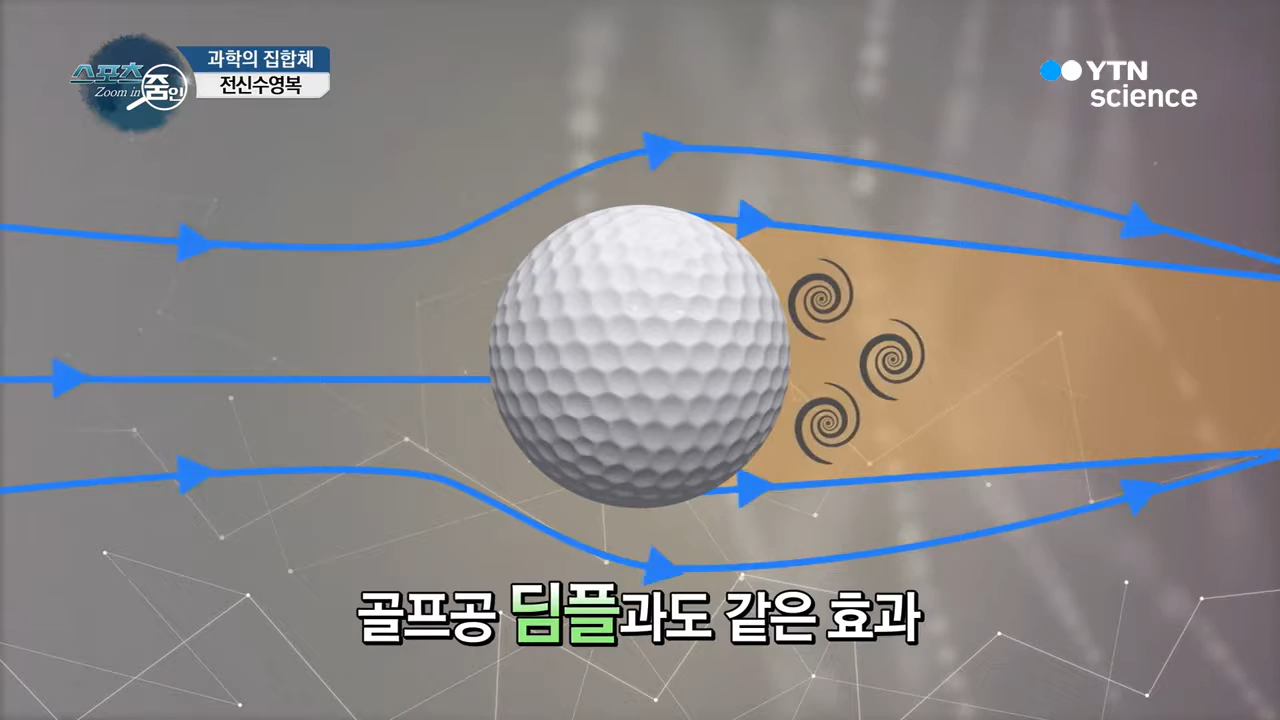 스포츠
Zoom in 줌인
과학의 집합체
전신수영복
YTN
science
골프공 딤플과도 같은 효과